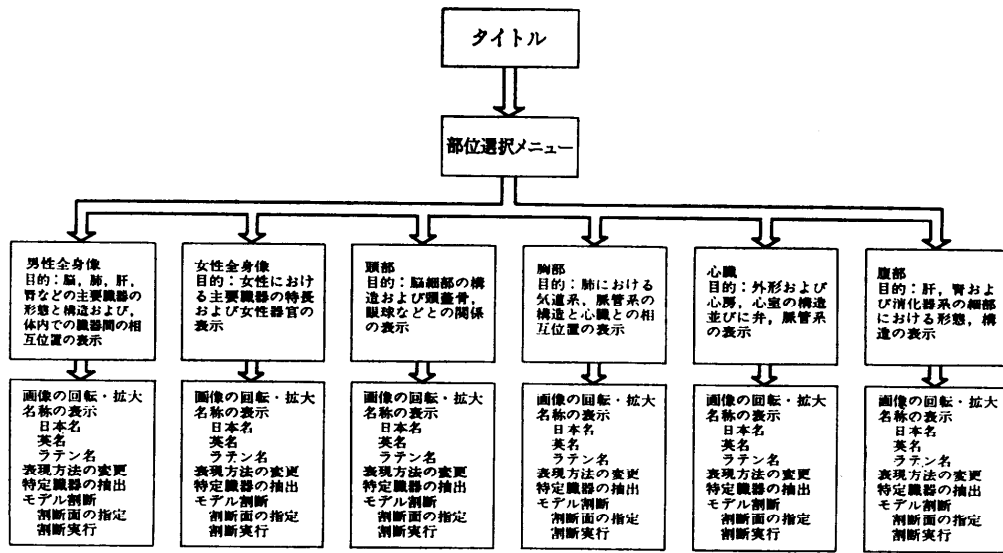 タイトル
部位選択メニュー
男性全身像
目的：脳，肺，肝，
腎などの主要臓器の
形態と構造および，
体内での臓器間の相
互位置の表示
女性全身像
目的：女性におけ
る主要臓器の特長
および女性器官の
表示
頭部
目的：脳細部の構
造および頭蓋骨，
眼球などとの関係
の表示
胸部
目的：肺における
気道系，脈管系の
構造と心臓との相
互位置の表示
心臓
目的：外形および
心房，心室の構造
並びに弁，脈管系
の表示
腹部
目的：肝，腎およ
び消化器系の細部
における形態，構
造の表示
画像の回転・拡大
名称の表示
日本名
英名
ラテン名
表現方法の変更
特定臓器の抽出
モデル割断
割断面の指定
割断実行
画像の回転・拡大
名称の表示
日本名
英名
ラテン名
表現方法の変更
特定臓器の抽出
モデル割断
割断面の指定
割断実行
画像の回転・拡大
名称の表示
日本名
英名
ラテン名
表現方法の変更
特定臓器の抽出
モデル割断
割断面の指定
割断実行
画像の回転・拡大
名称の表示
日本名
英名
ラテン名
表現方法の変更
特定臓器の抽出
モデル割断
割断面の指定
割断実行
画像の回転・拡大
名称の表示
日本名
英名
ラテン名
表現方法の変更
特定臓器の抽出
モデル割断
割断面の指定
割断実行
画像の回転・拡大
名称の表示
日本名
英名
ラテン名
表現方法の変更
特定臓器の抽出
モデル割断
割断面の指定
割断実行